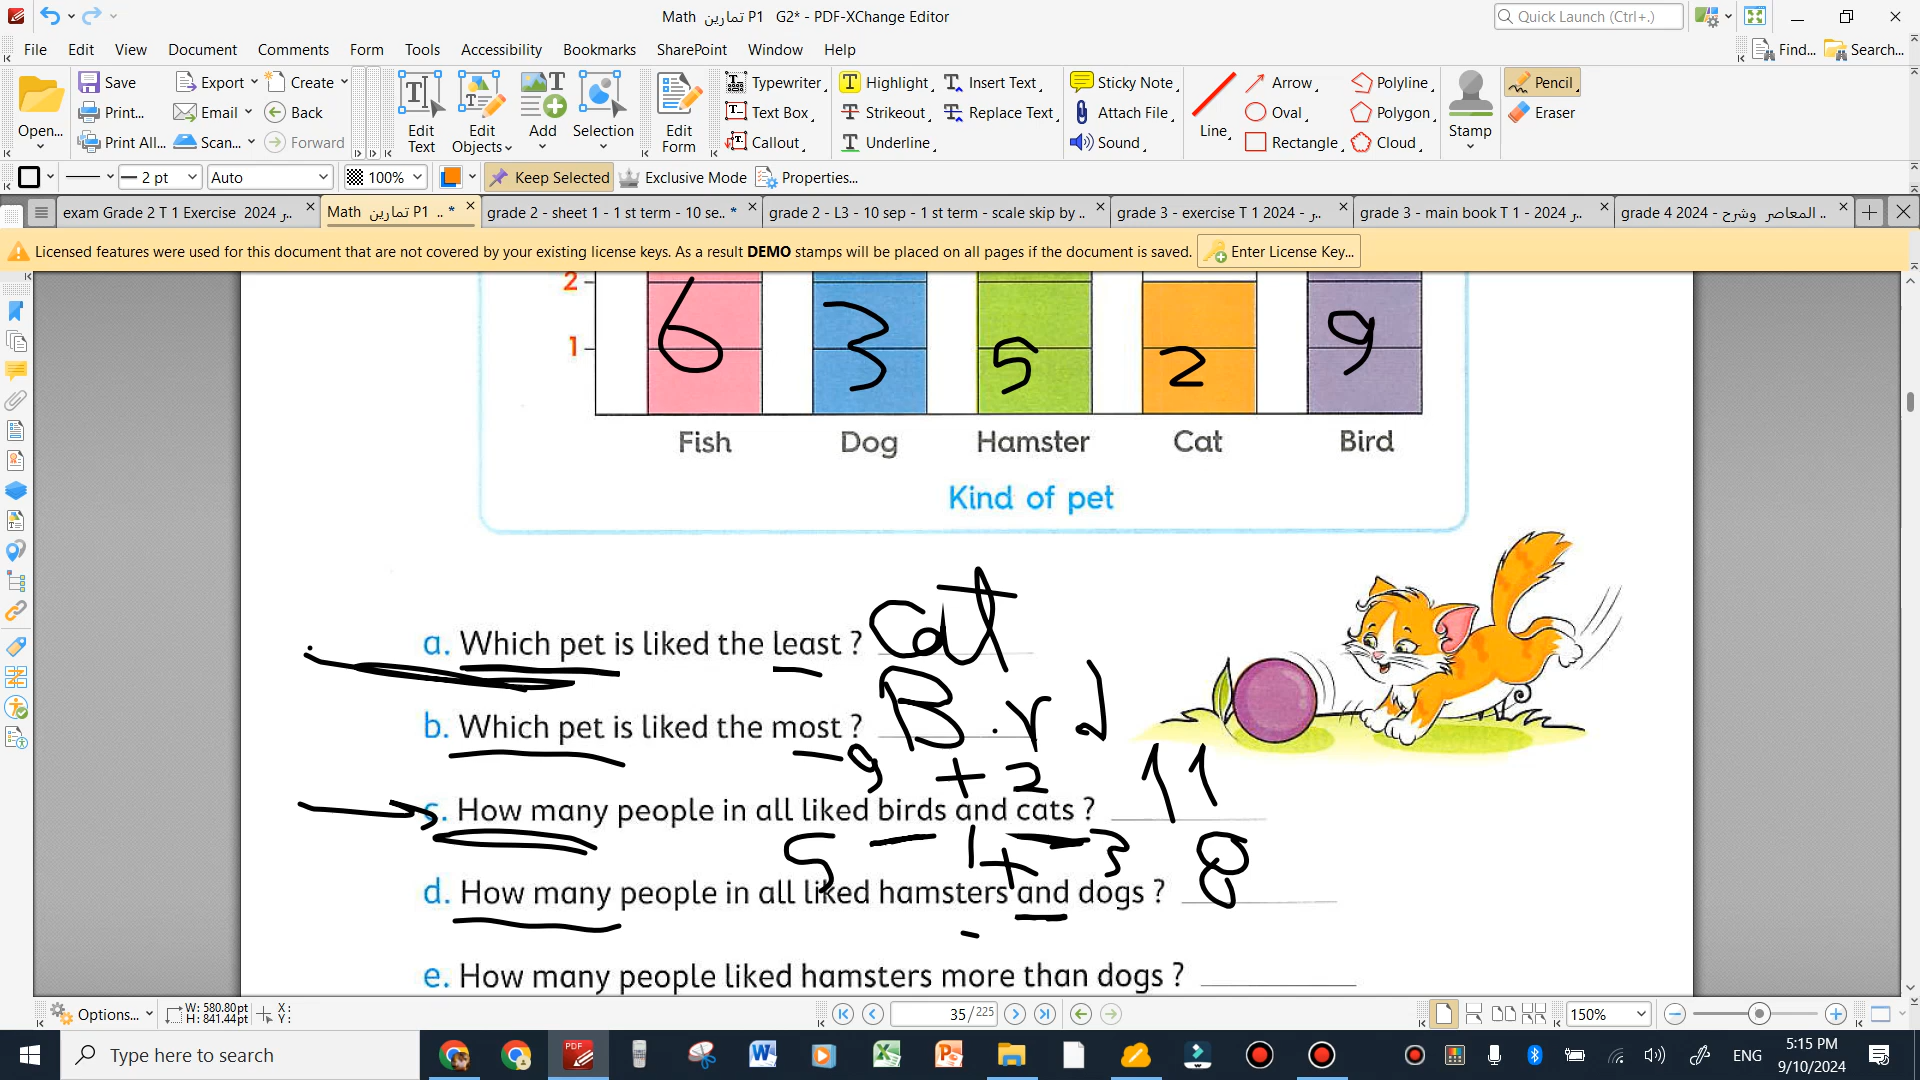 Math تمارين P1 G2* - PDF-XChange Editor
Quick Launch (Ctrl+.)
File Edit View Document Comments Form Tools Accessibility Bookmarks SharePoint Window Help
Find... Search...
Open... Save Print... Print All... Export Email Scan... Create Back Forward
Edit Text Edit Objects Add Selection Edit Form
Typewriter Text Box Callout Highlight Strikeout Underline Insert Text Replace Text
Sticky Note Attach File Sound Line Arrow Oval Rectangle Polyline Polygon Cloud Stamp Pencil Eraser
2 pt Auto 100% Keep Selected Exclusive Mode Properties...
exam Grade 2 T 1 Exercise 2024 ر.. Math تمارين P1 .. * grade 2 - sheet 1 - 1 st term - 10 se.. * grade 2 - L3 - 10 sep - 1 st term - scale skip by .. grade 3 - exercise T 1 2024 - ر.. grade 3 - main book T 1 - 2024 ر.. grade 4 2024 - المعاصر وشرح ..
Licensed features were used for this document that are not covered by your existing license keys. As a result DEMO stamps will be placed on all pages if the document is saved. Enter License Key...
2
1
6 3 5 2 9
Fish Dog Hamster Cat Bird
Kind of pet
a. Which pet is liked the least ? Cat
b. Which pet is liked the most ? Bird
9 + 2 11
c. How many people in all liked birds and cats ?
5 + 3 8
d. How many people in all liked hamsters and dogs ?
e. How many people liked hamsters more than dogs ?
Options... W: 580.80pt H: 841.44pt X: Y: 35 / 225 150%
Type here to search
ENG 5:15 PM
9/10/2024